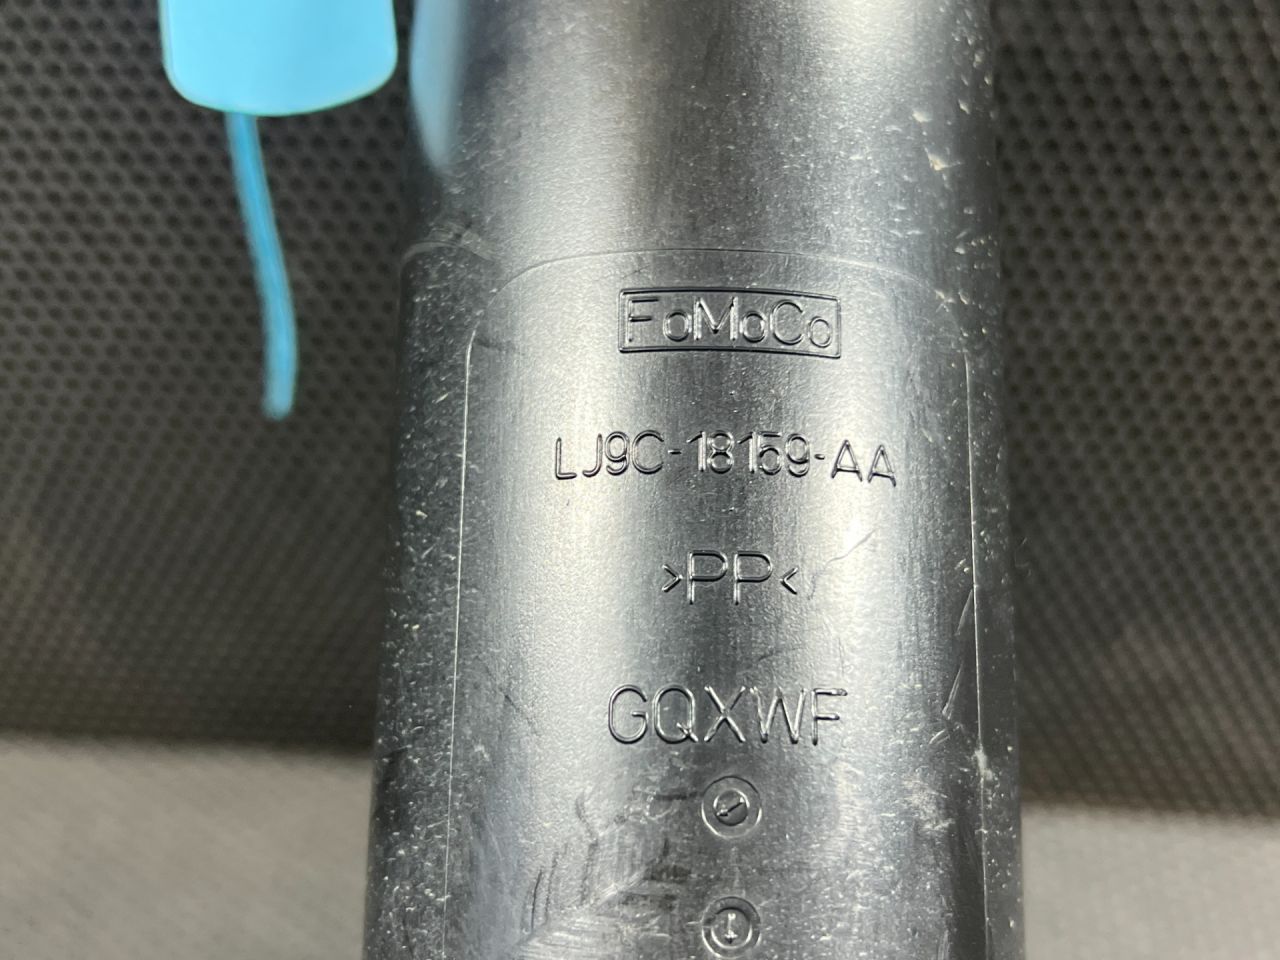 FoMoCo
LJ9C-18159-AA
>PP<
GQXWF